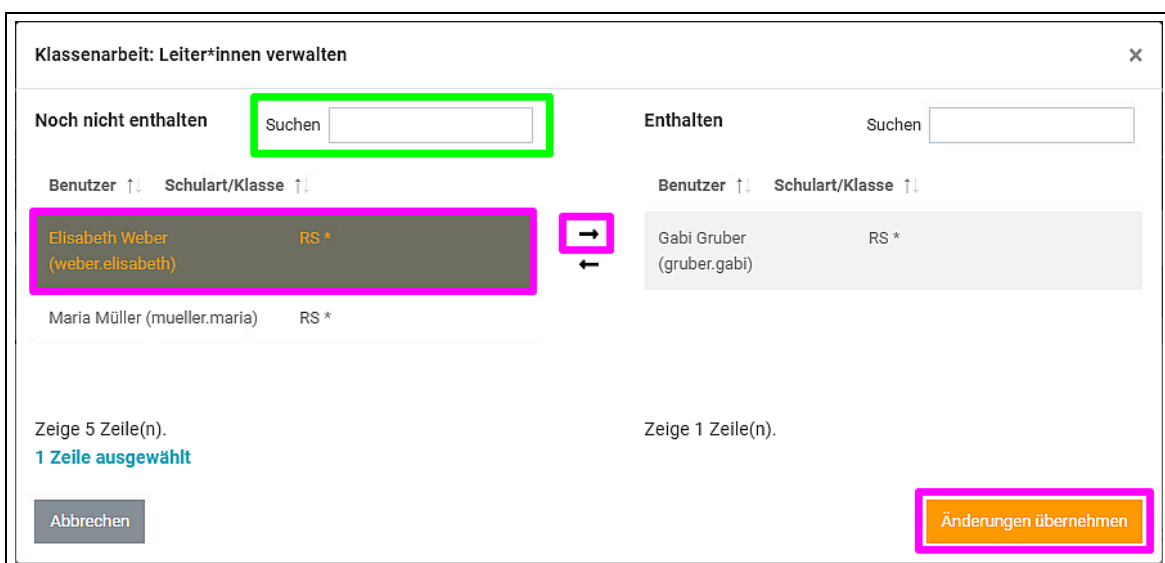 Klassenarbeit: Leiter*innen verwalten ×
Noch nicht enthalten Suchen
Benutzer ↑↓ Schulart/Klasse ↑↓
Elisabeth Weber RS *
(weber.elisabeth)
Maria Müller (mueller.maria) RS *
Zeige 5 Zeile(n).
1 Zeile ausgewählt
→
←
Enthalten Suchen
Benutzer ↑↓ Schulart/Klasse ↑↓
Gabi Gruber RS *
(gruber.gabi)
Zeige 1 Zeile(n).
Abbrechen
Änderungen übernehmen